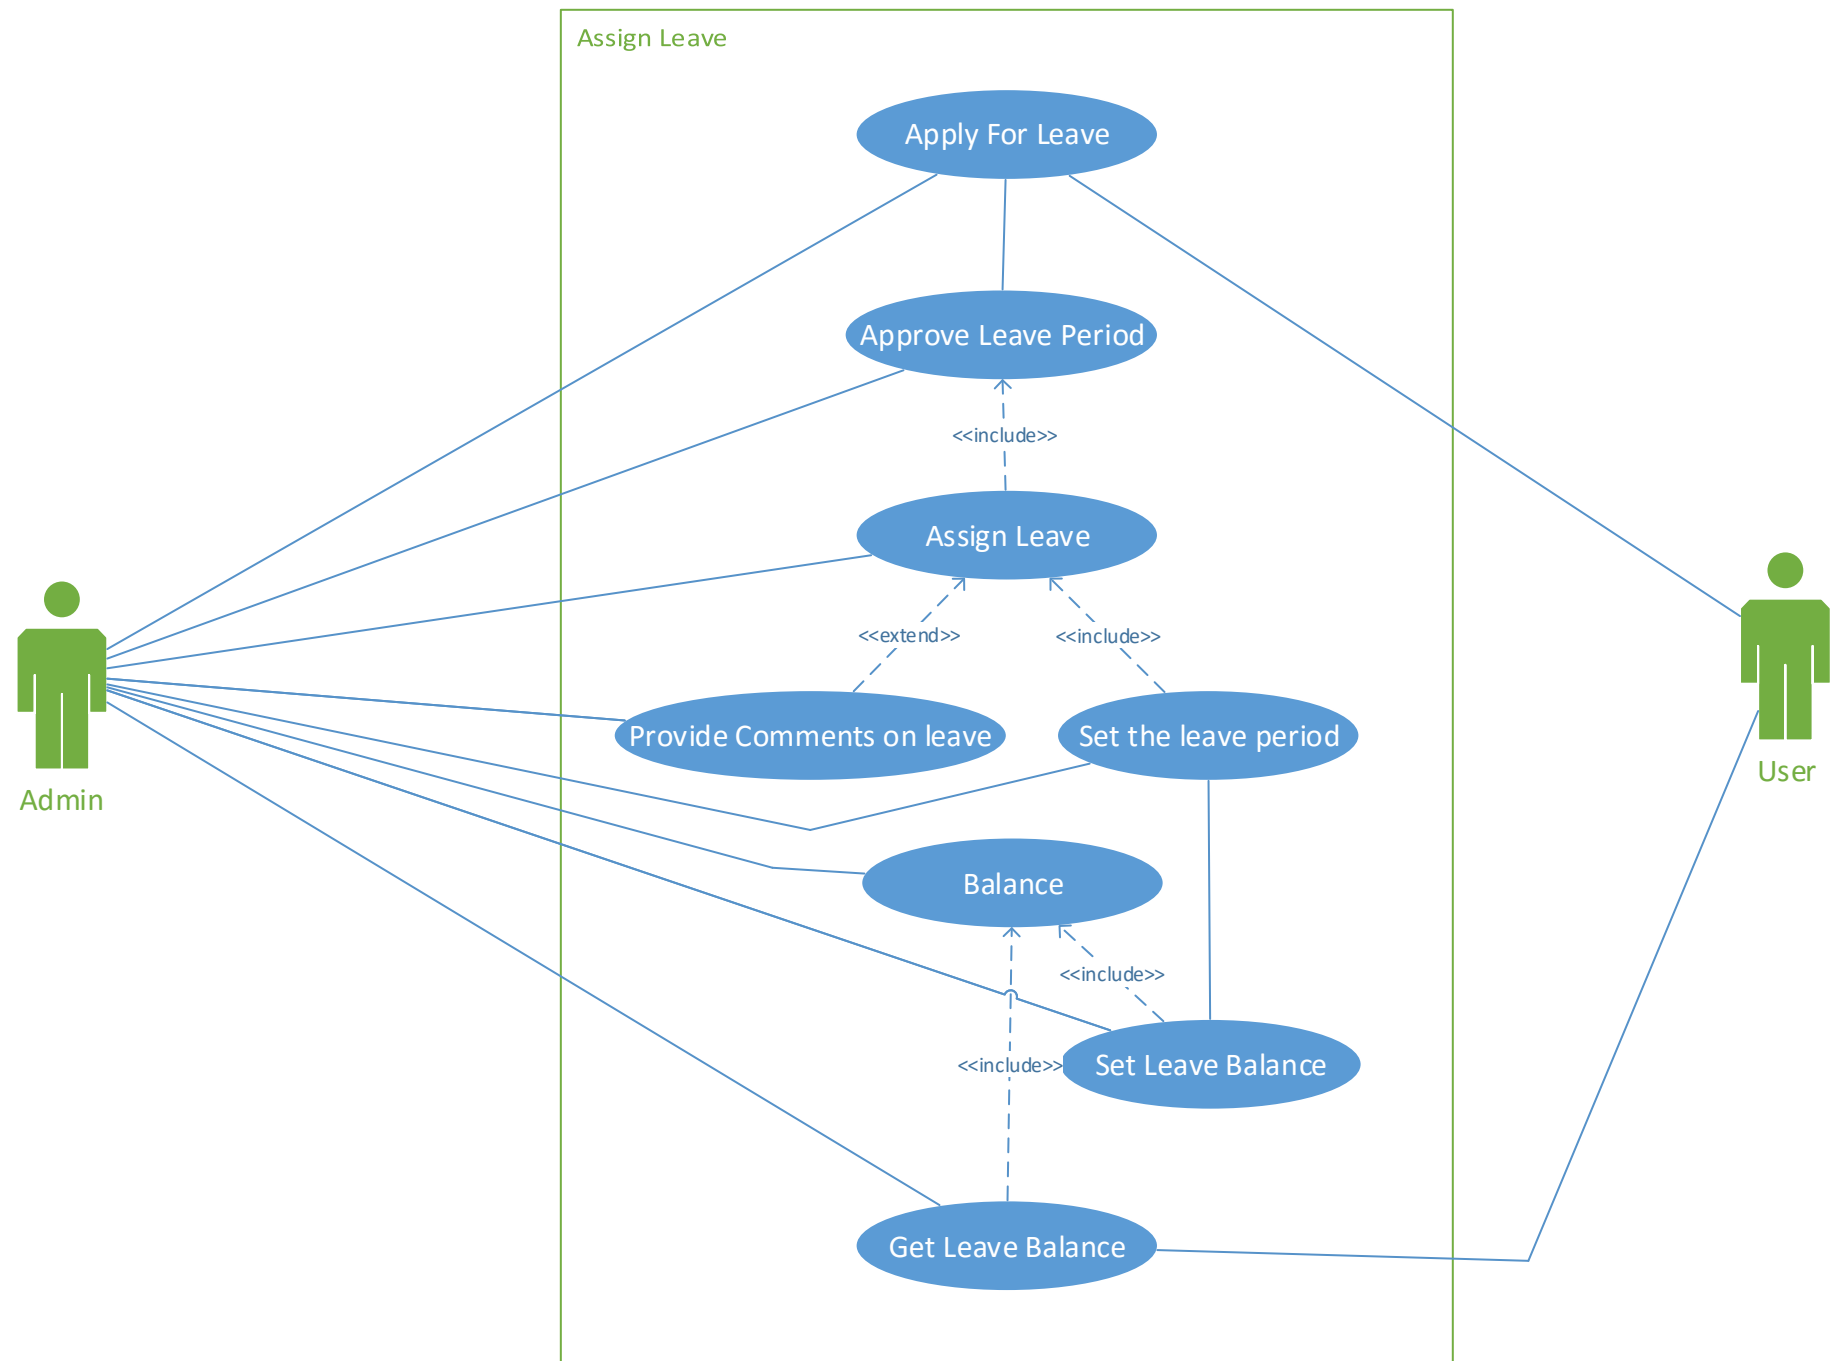 Assign Leave
Apply For Leave
Approve Leave Period
<<include>>
Assign Leave
<<extend>>
<<include>>
Provide Comments on leave
Set the leave period
Admin
User
Balance
<<include>>
<<include>>
Set Leave Balance
Get Leave Balance